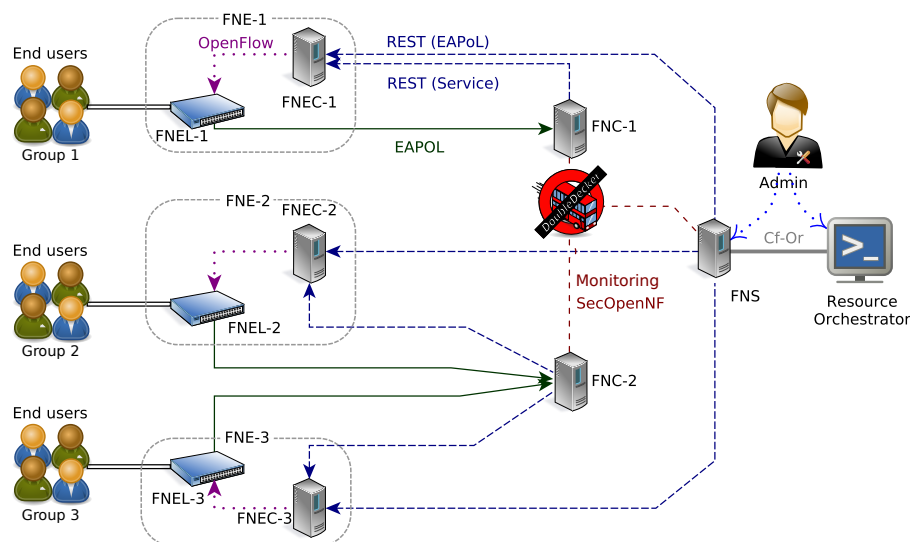 FNE-1
End users
OpenFlow
REST (EAPoL)
FNEC-1
REST (Service)
FNEL-1
FNC-1
Group 1
EAPOL
DoubleDecker
Admin
FNE-2
FNEC-2
End users
Cf-Or
>_
Monitoring
SecOpenNF
FNS
Resource
Orchestrator
FNEL-2
Group 2
FNC-2
End users
FNE-3
FNEL-3
Group 3
FNEC-3